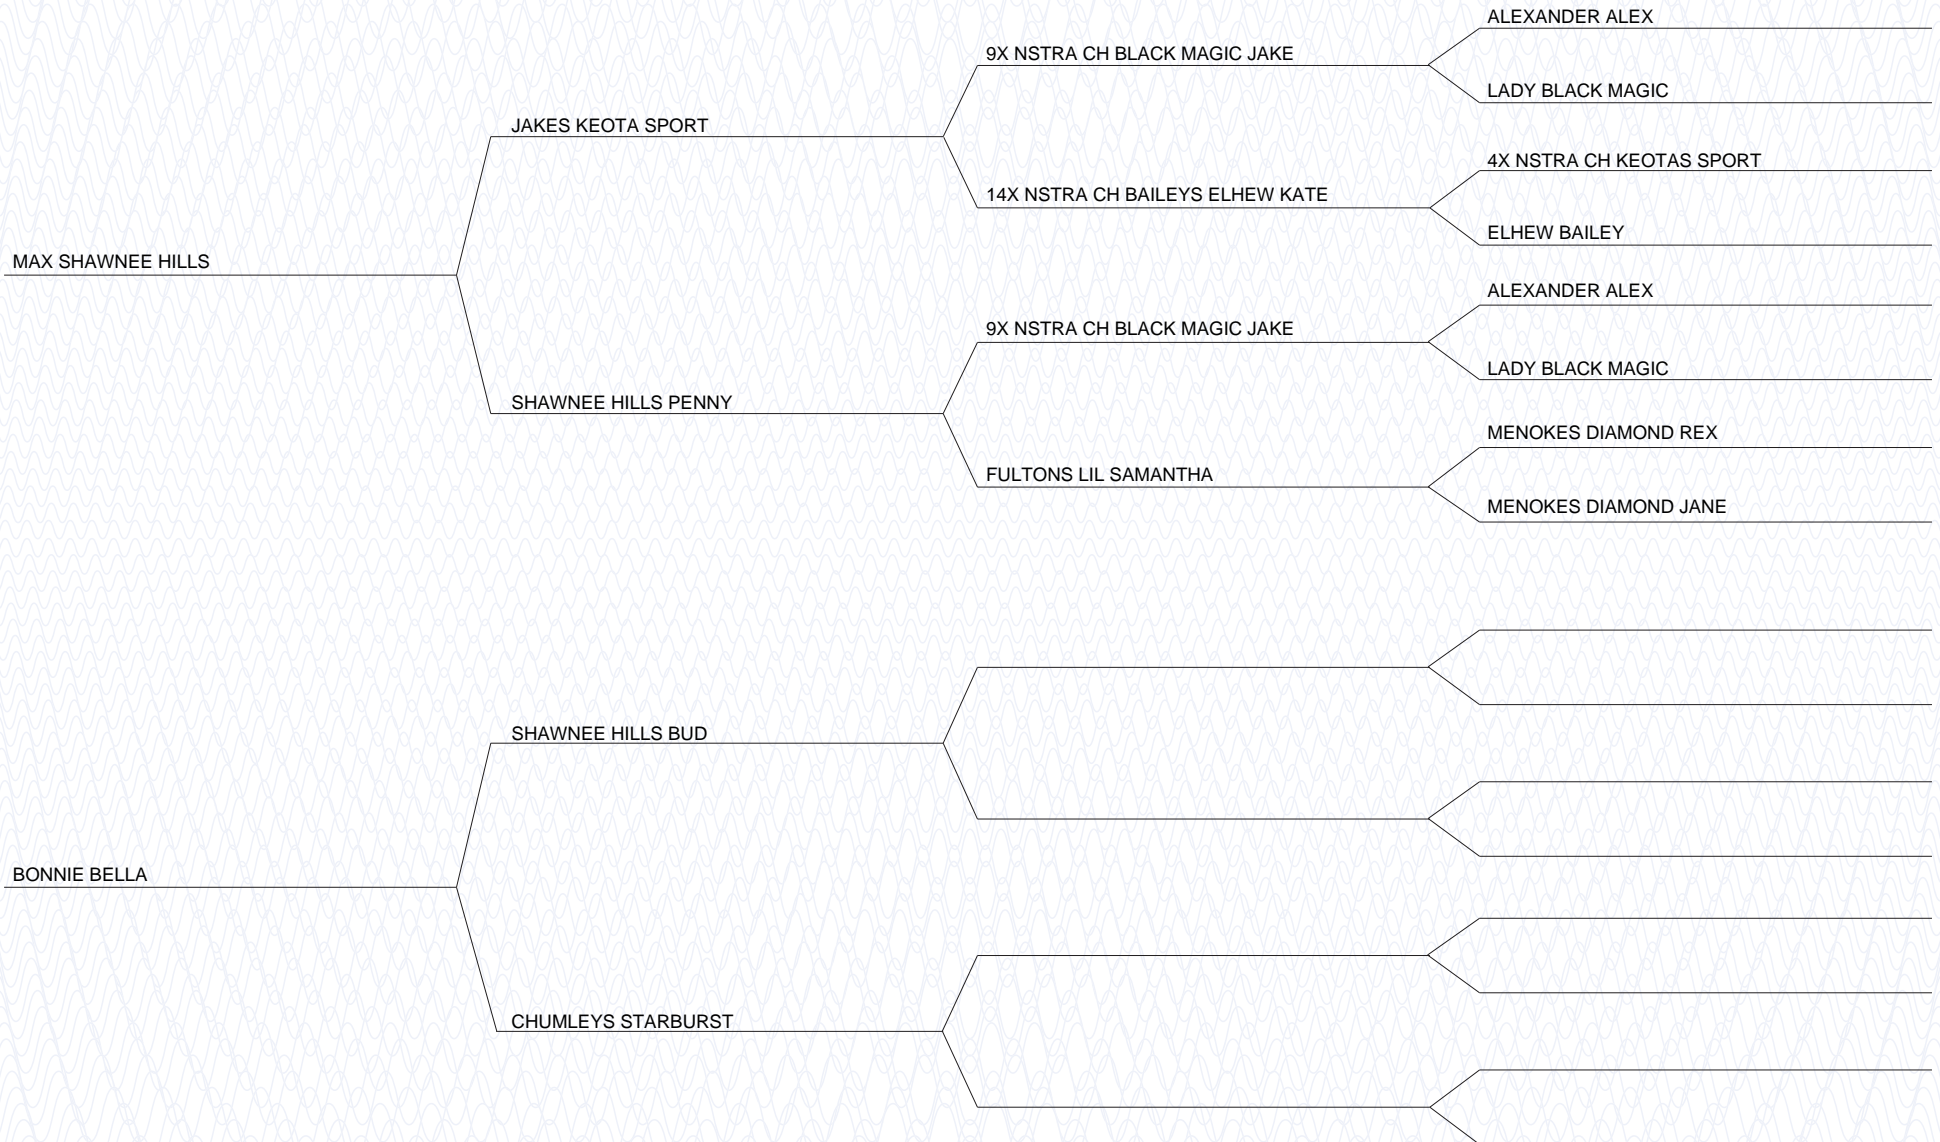 ALEXANDER ALEX
9X NSTRA CH BLACK MAGIC JAKE
LADY BLACK MAGIC
JAKES KEOTA SPORT
4X NSTRA CH KEOTAS SPORT
14X NSTRA CH BAILEYS ELHEW KATE
ELHEW BAILEY
MAX SHAWNEE HILLS
ALEXANDER ALEX
9X NSTRA CH BLACK MAGIC JAKE
LADY BLACK MAGIC
SHAWNEE HILLS PENNY
MENOKES DIAMOND REX
FULTONS LIL SAMANTHA
MENOKES DIAMOND JANE
SHAWNEE HILLS BUD
BONNIE BELLA
CHUMLEYS STARBURST